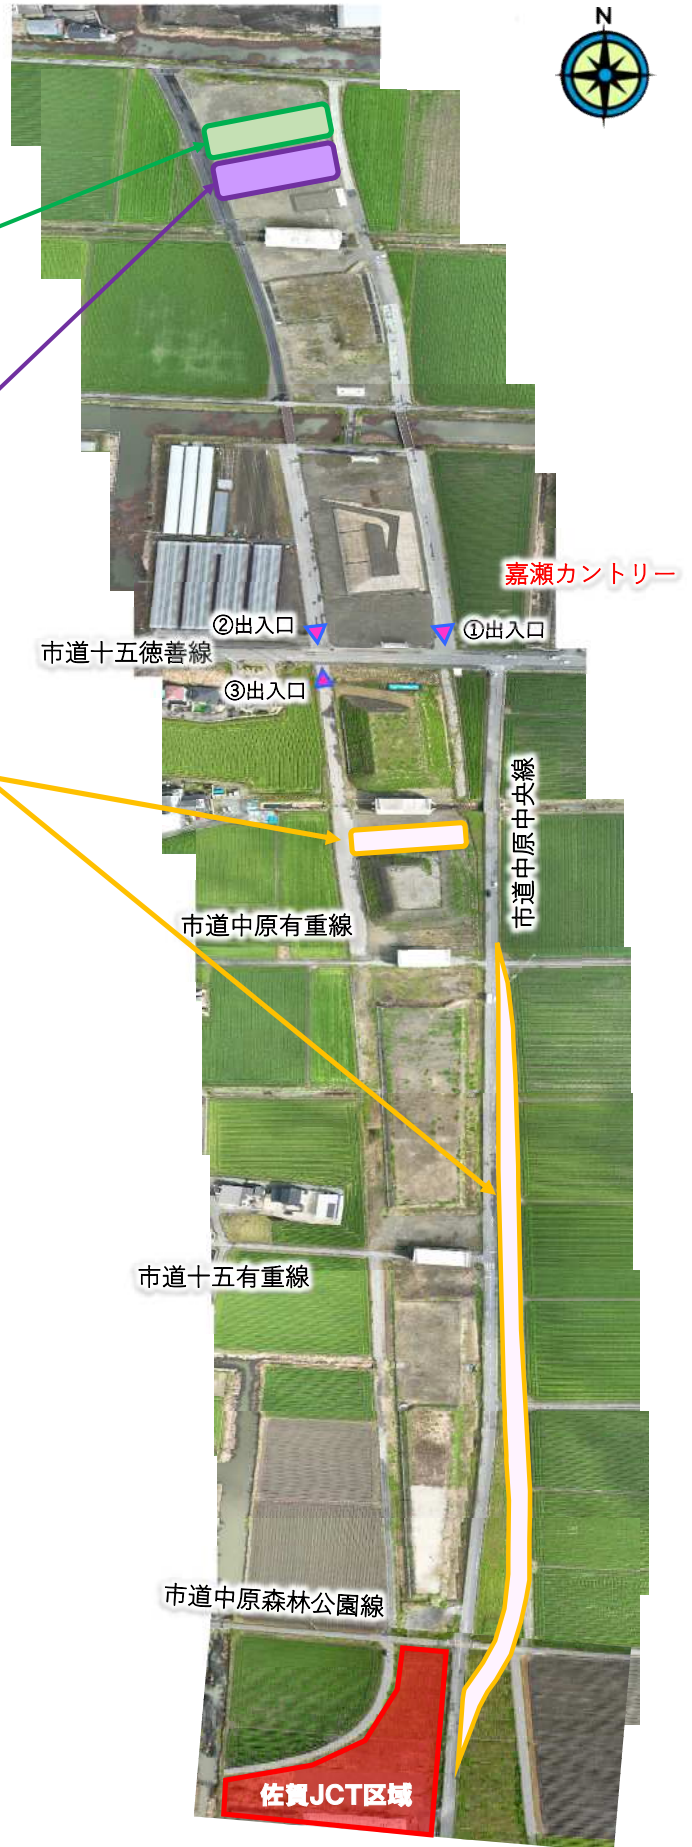 N
嘉瀬カントリー
②出入口
①出入口
市道十五徳善線
③出入口
市道中原中央線
市道中原有重線
市道十五有重線
市道中原森林公園線
佐賀JCT区域